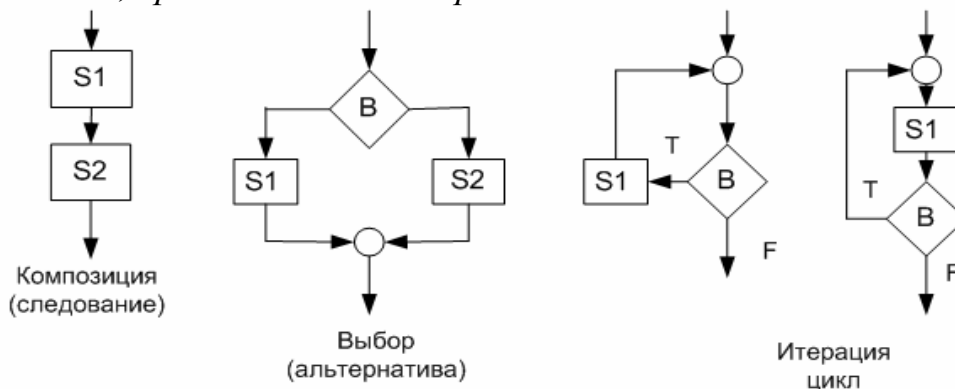 S1
S2
Композиция
(следование)
B
S1
S2
Выбор
(альтернатива)
T
S1
B
F
S1
T
B
F
Итерация
цикл